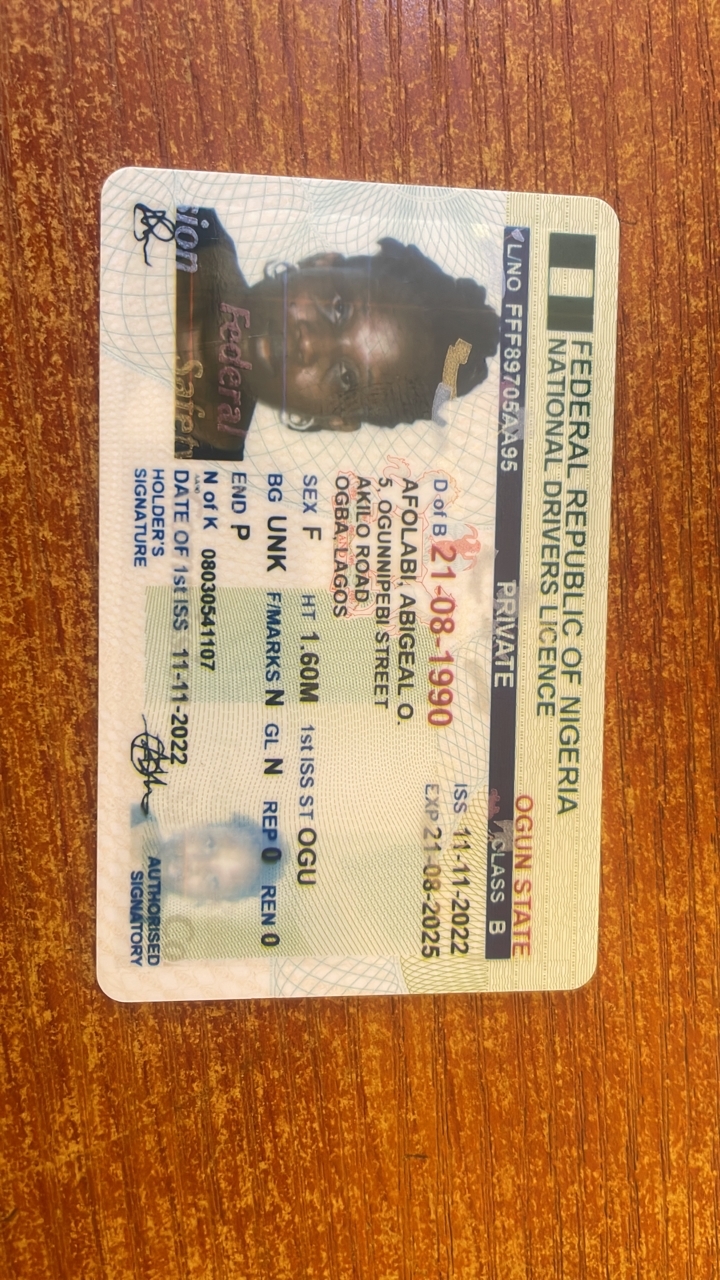 FEDERAL REPUBLIC OF NIGERIA
NATIONAL DRIVERS LICENCE
OGUN STATE
L/NO FFF89705AA95 PRIVATE CLASS B
D of B 21-08-1990 ISS 11-11-2022
EXP 21-08-2025
AFOLABI, ABIGEAL O.
5, OGUNNIPEBI STREET
AKILO ROAD
OGBA, LAGOS
SEX F HT 1.60M 1st ISS ST OGU
BG UNK F/MARKS N GL N REP 0 REN 0
END P
N of K 08030541107
DATE OF 1st ISS 11-11-2022
HOLDER'S
SIGNATURE
AUTHORISED
SIGNATORY
Federal
Safety
sion
Co